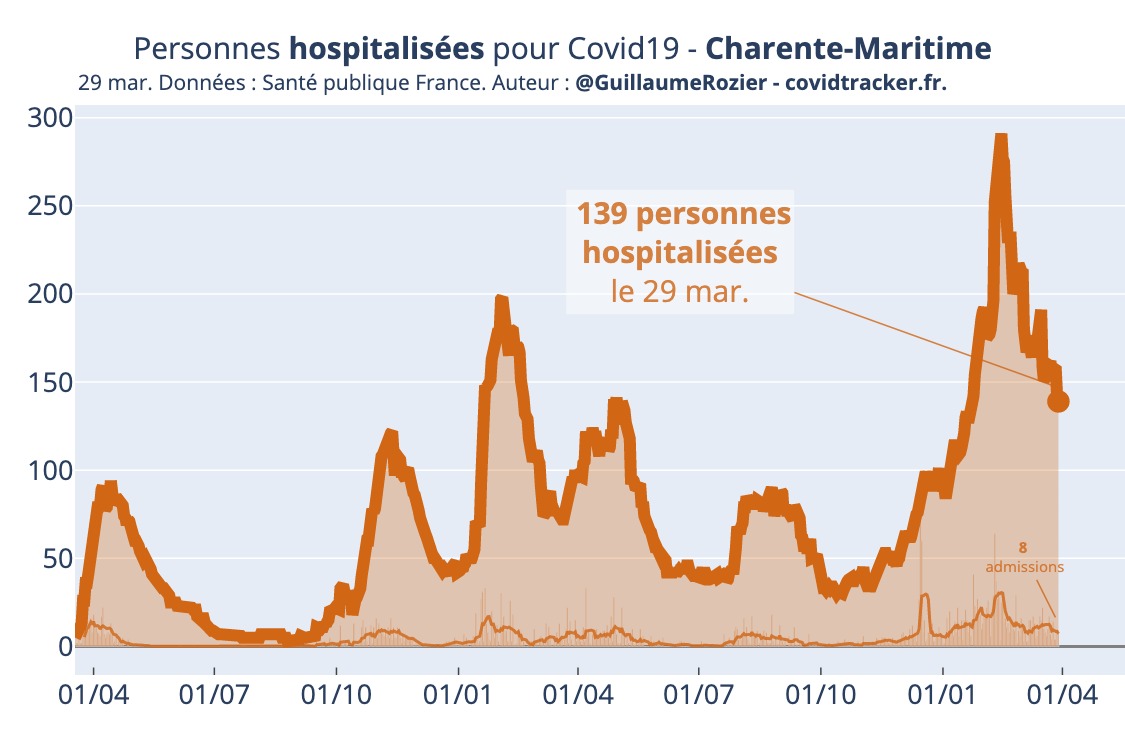 Personnes hospitalisées pour Covid19 - Charente-Maritime
29 mar. Données : Santé publique France. Auteur : @GuillaumeRozier - covidtracker.fr.
300
250
200
150
100
50
0
139 personnes
hospitalisées
le 29 mar.
8
admissions
01/04 01/07 01/10 01/01 01/04 01/07 01/10 01/01 01/04